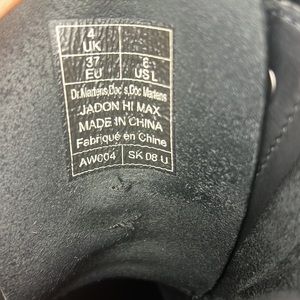 4
UK
37 6
EU US L
Dr.Martens,Doc's,Doc Martens
JADON HI MAX
MADE IN CHINA
Fabriqué en Chine
AW004 SK 08 U